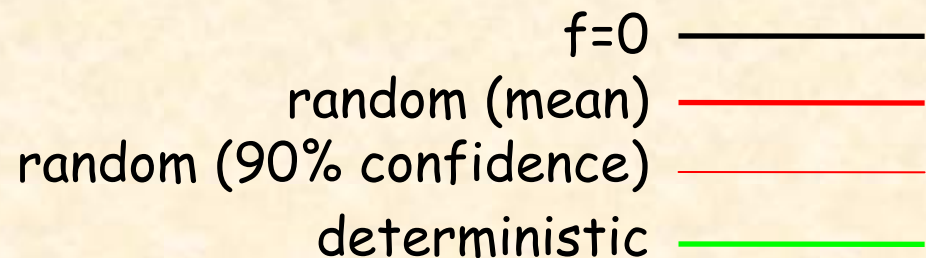 f=0
random (mean)
random (90% confidence)
deterministic